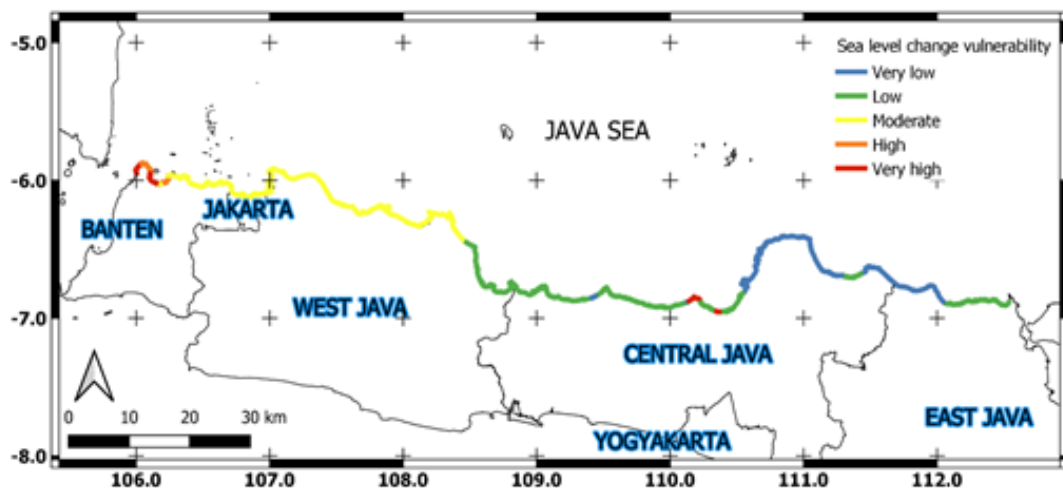 Sea level change vulnerability
Very low
Low
Moderate
High
Very high
JAVA SEA
BANTEN
JAKARTA
WEST JAVA
CENTRAL JAVA
YOGYAKARTA
EAST JAVA
-5.0
-6.0
-7.0
-8.0
0 10 20 30 km
106.0 107.0 108.0 109.0 110.0 111.0 112.0